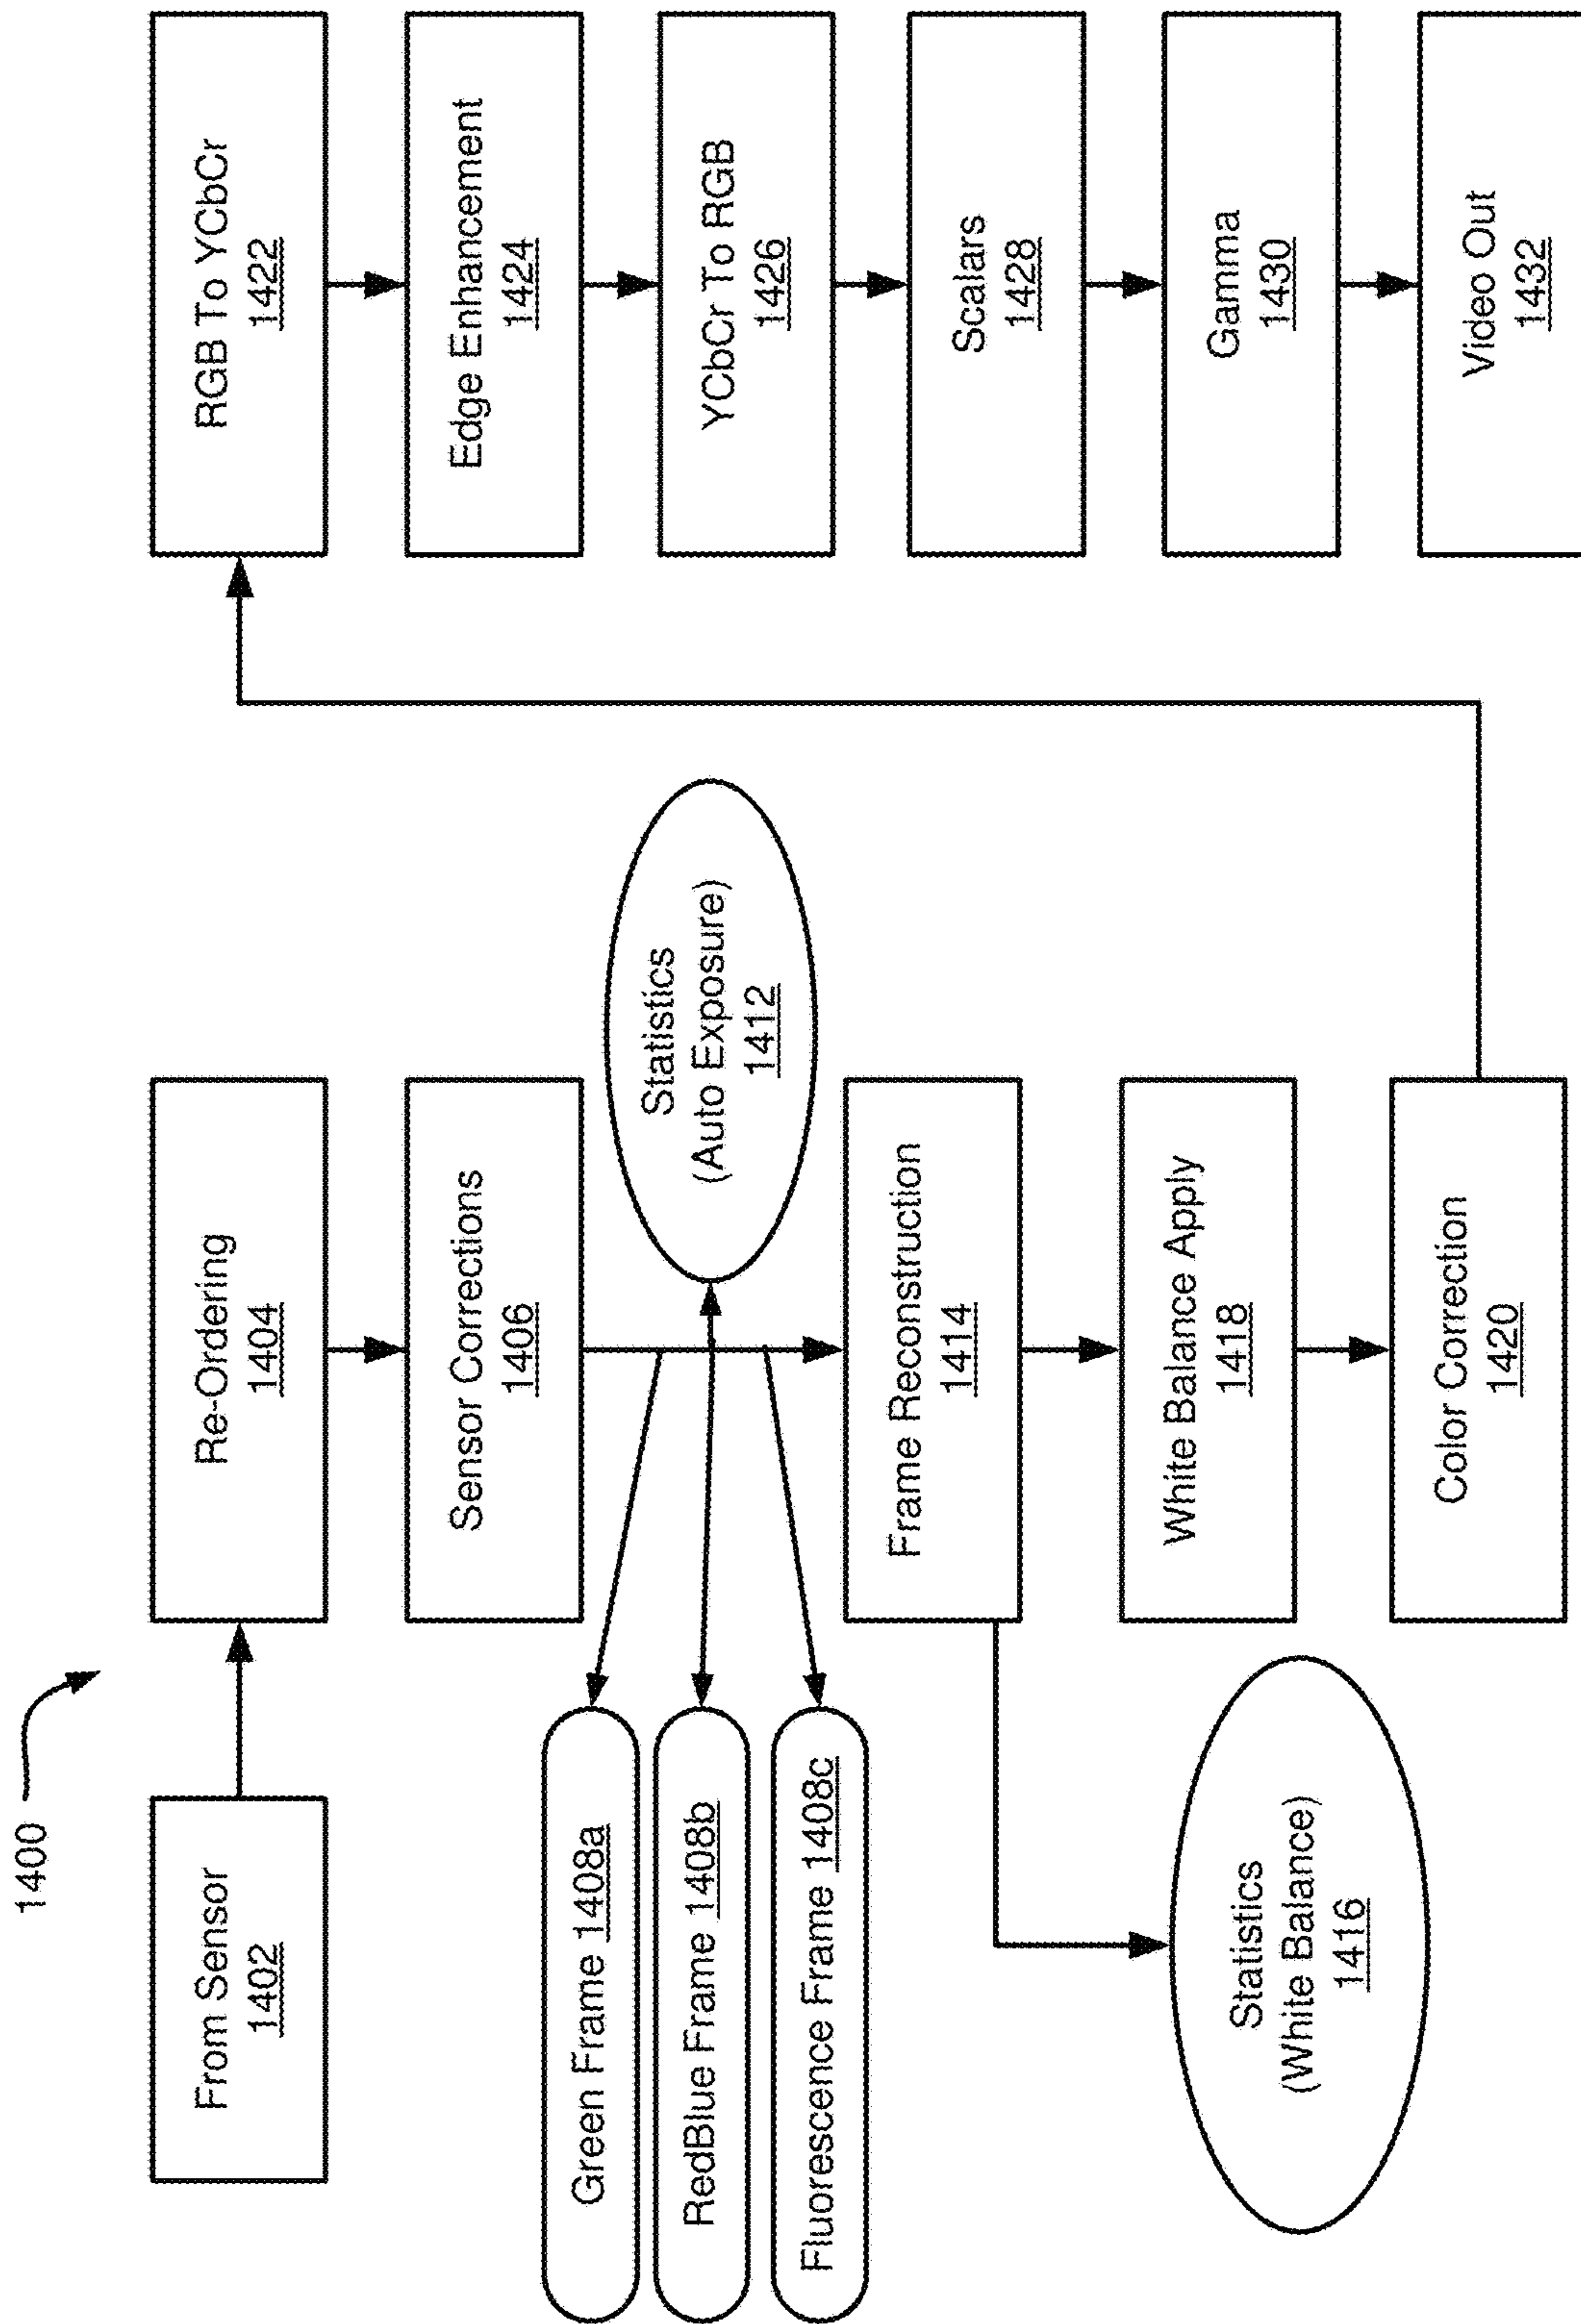 1400
From Sensor
1402
Re-Ordering
1404
Sensor Corrections
1406
Green Frame 1408a
RedBlue Frame 1408b
Fluorescence Frame 1408c
Statistics
(Auto Exposure)
1412
Frame Reconstruction
1414
Statistics
(White Balance)
1416
White Balance Apply
1418
Color Correction
1420
RGB To YCbCr
1422
Edge Enhancement
1424
YCbCr To RGB
1426
Scalars
1428
Gamma
1430
Video Out
1432